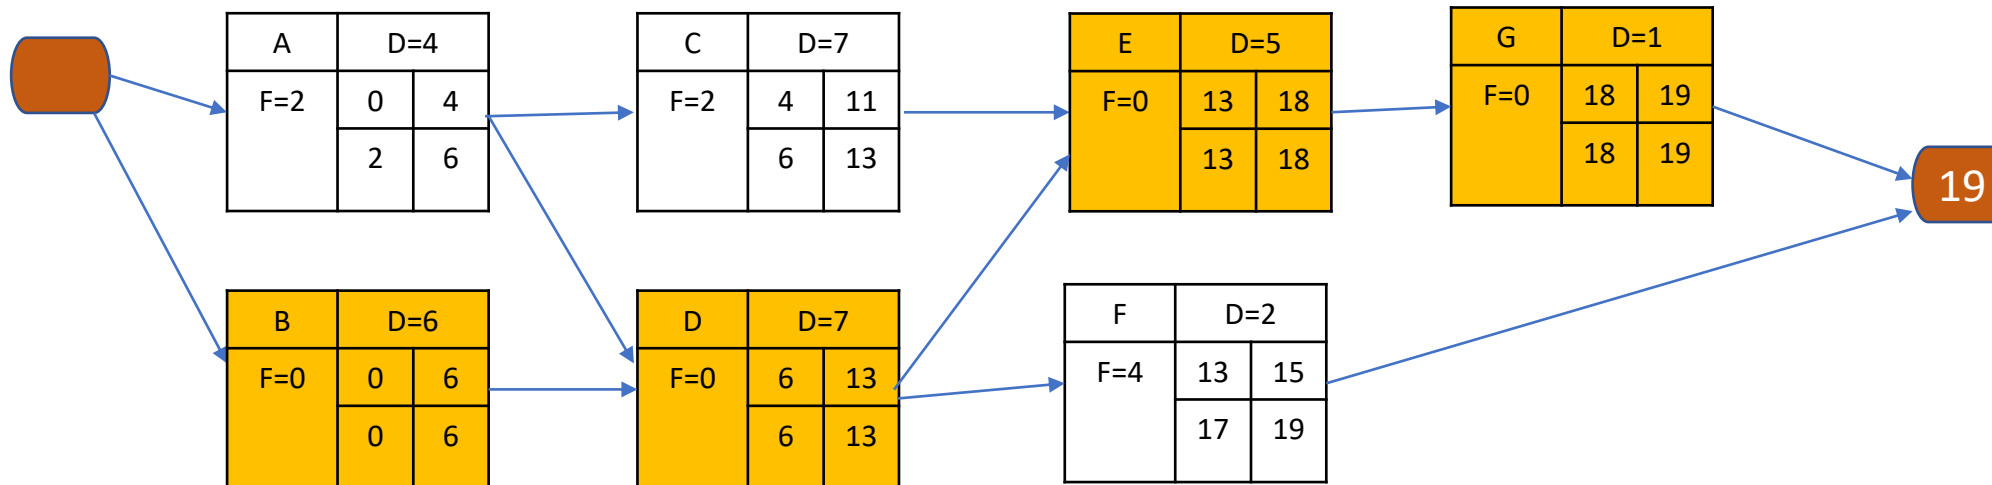 A D=4
F=2 0 4
2 6
C D=7
F=2 4 11
6 13
E D=5
F=0 13 18
13 18
G D=1
F=0 18 19
18 19
19
B D=6
F=0 0 6
0 6
D D=7
F=0 6 13
6 13
F D=2
F=4 13 15
17 19